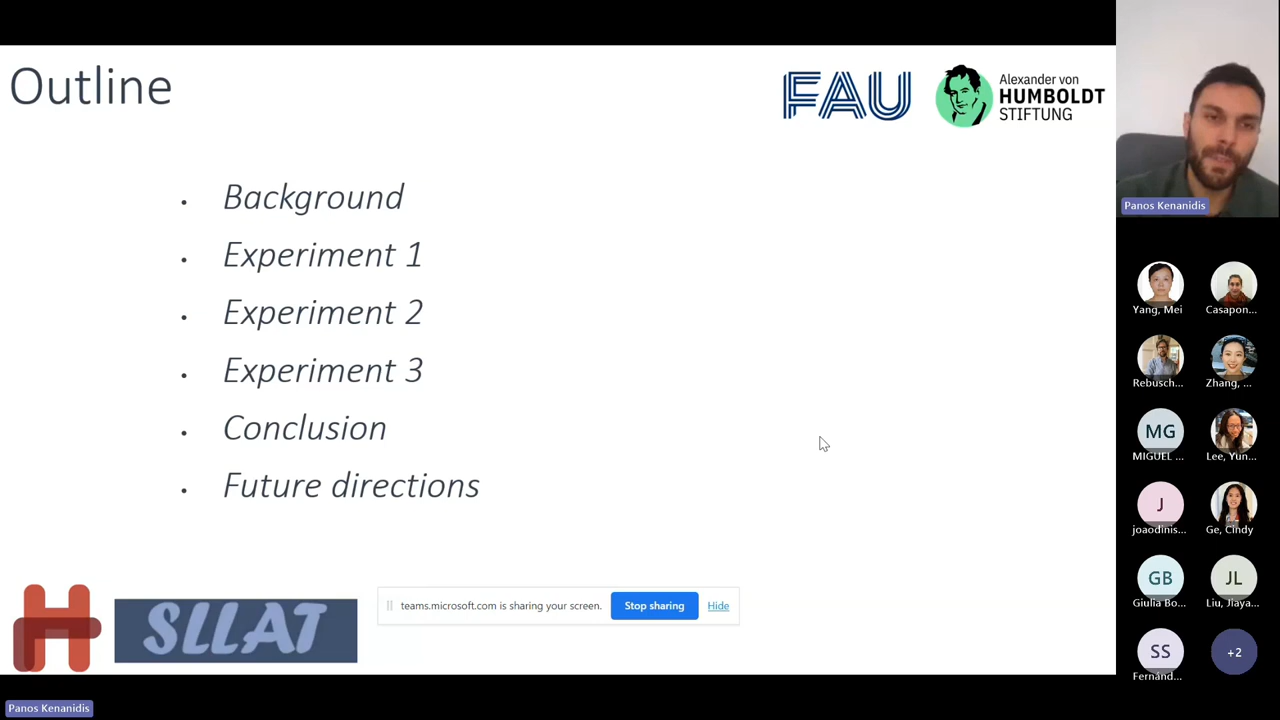 Outline
FAU
Alexander von
HUMBOLDT
STIFTUNG
Background
Experiment 1
Experiment 2
Experiment 3
Conclusion
Future directions
SLLAT
teams.microsoft.com is sharing your screen.
Stop sharing
Hide
Panos Kenanidis
Panos Kenanidis
Yang, Mei
Casapon...
Rebusch...
Zhang, ...
MG
MIGUEL ...
Lee, Yun...
J
joaodinis...
Ge, Cindy
GB
Giulia Bo...
JL
Liu, Jiaya...
SS
Fernand...
+2